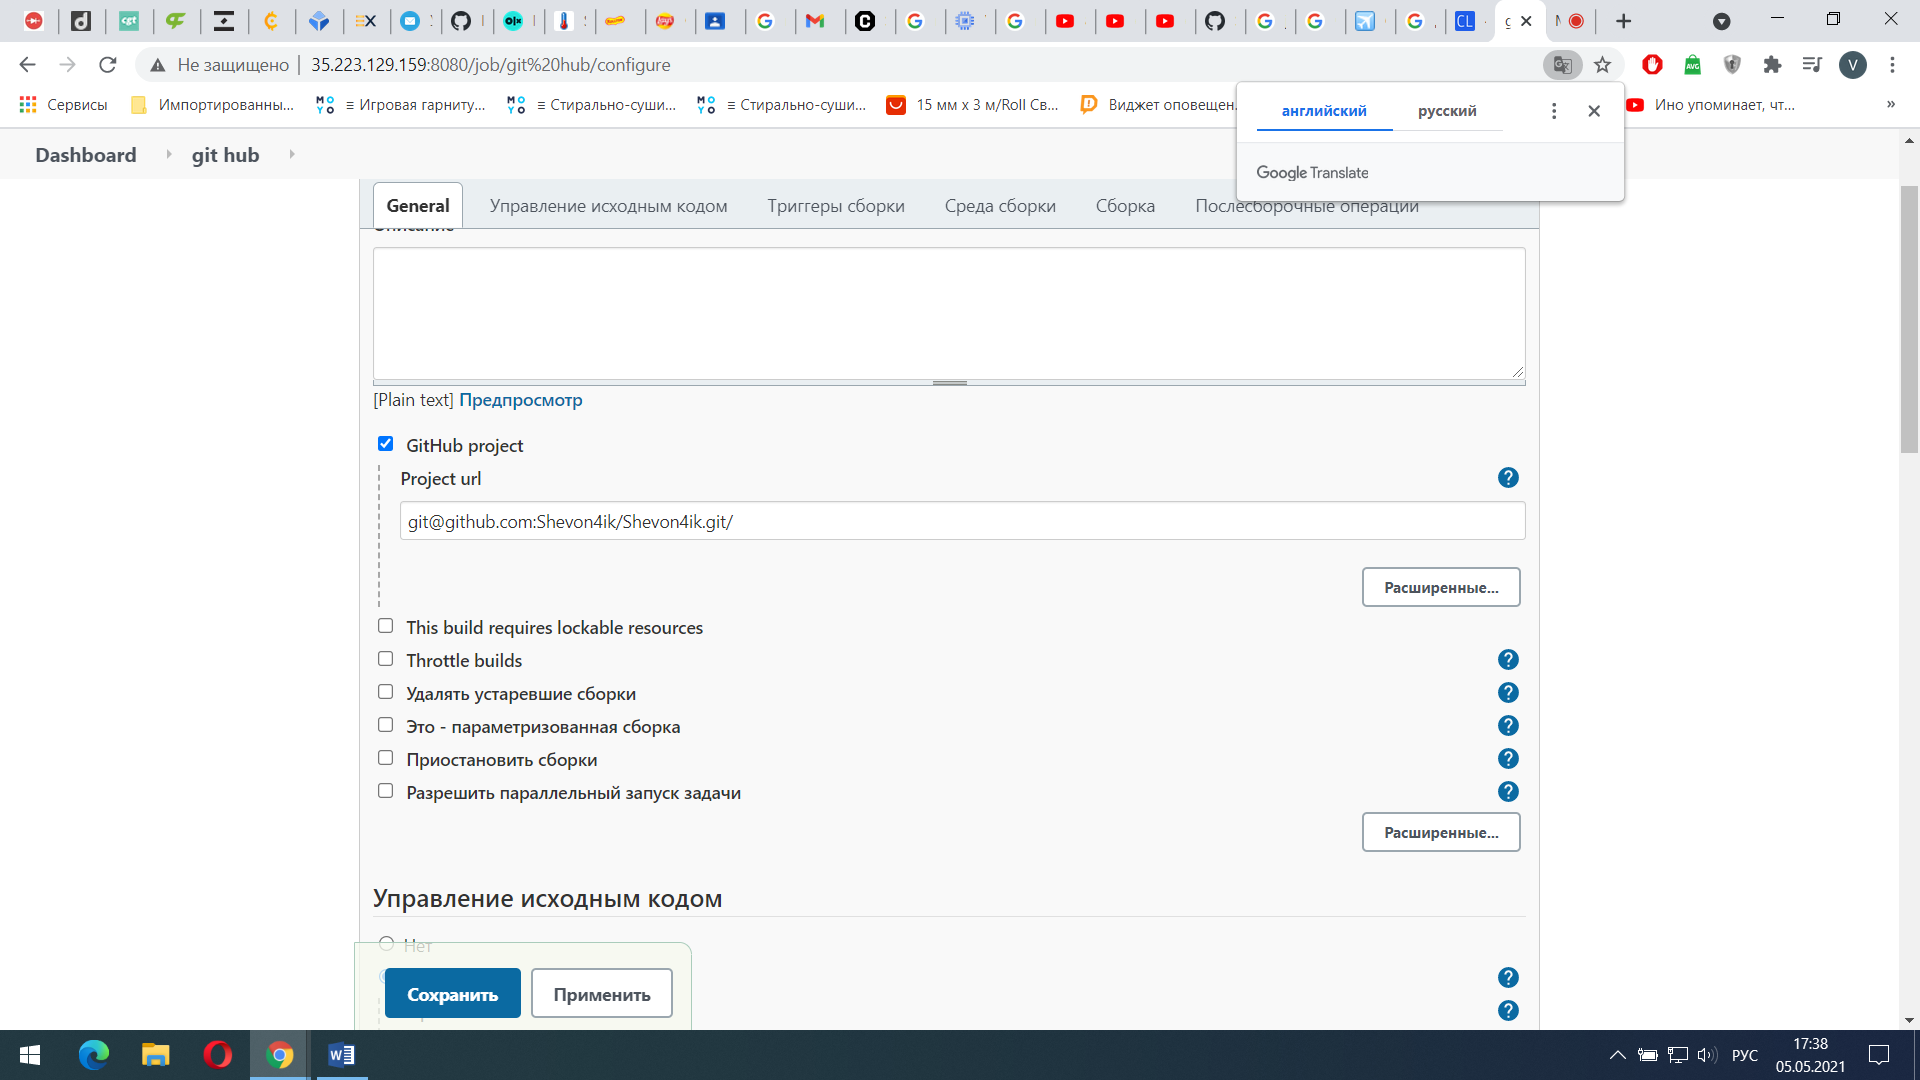 Не защищено
35.223.129.159:8080/job/git%20hub/configure
V
Сервисы
Импортированны...
≡ Игровая гарниту...
≡ Стирально-суши...
≡ Стирально-суши...
15 мм x 3 м/Roll Св...
Виджет оповещен
Ино упоминает, чт...
»
английский
русский
Google Translate
Dashboard
git hub
General
Управление исходным кодом
Триггеры сборки
Среда сборки
Сборка
Послесборочные операции
Описание
[Plain text] Предпросмотр
GitHub project
Project url
git@github.com:Shevon4ik/Shevon4ik.git/
Расширенные...
This build requires lockable resources
Throttle builds
Удалять устаревшие сборки
Это - параметризованная сборка
Приостановить сборки
Разрешить параллельный запуск задачи
Расширенные...
Управление исходным кодом
Нет
Сохранить
Применить
РУС
17:38
05.05.2021